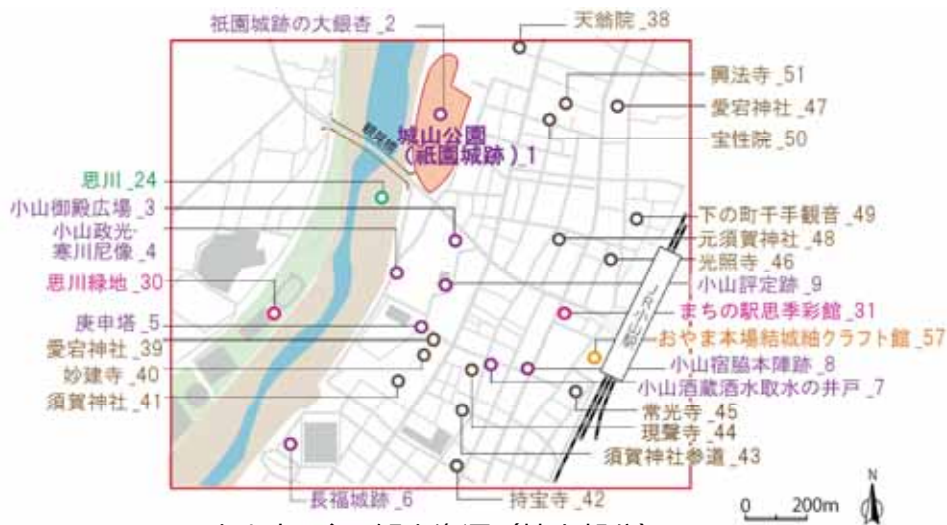 祇園城跡の大銀杏_2
天翁院_38
興法寺_51
愛宕神社_47
宝性院_50
城山公園
(祇園城跡)_1
観晃橋
思川_24
小山御殿広場_3
小山政光・
寒川尼像_4
思川緑地_30
庚申塔_5
愛宕神社_39
妙建寺_40
須賀神社_41
下の町千手観音_49
元須賀神社_48
光照寺_46
小山評定跡_9
まちの駅思季彩館_31
JR小山駅
おやま本場結城紬クラフト館_57
小山宿脇本陣跡_8
小山酒蔵酒水取水の井戸_7
常光寺_45
現聲寺_44
須賀神社参道_43
長福城跡_6
持宝寺_42
N
0 200m